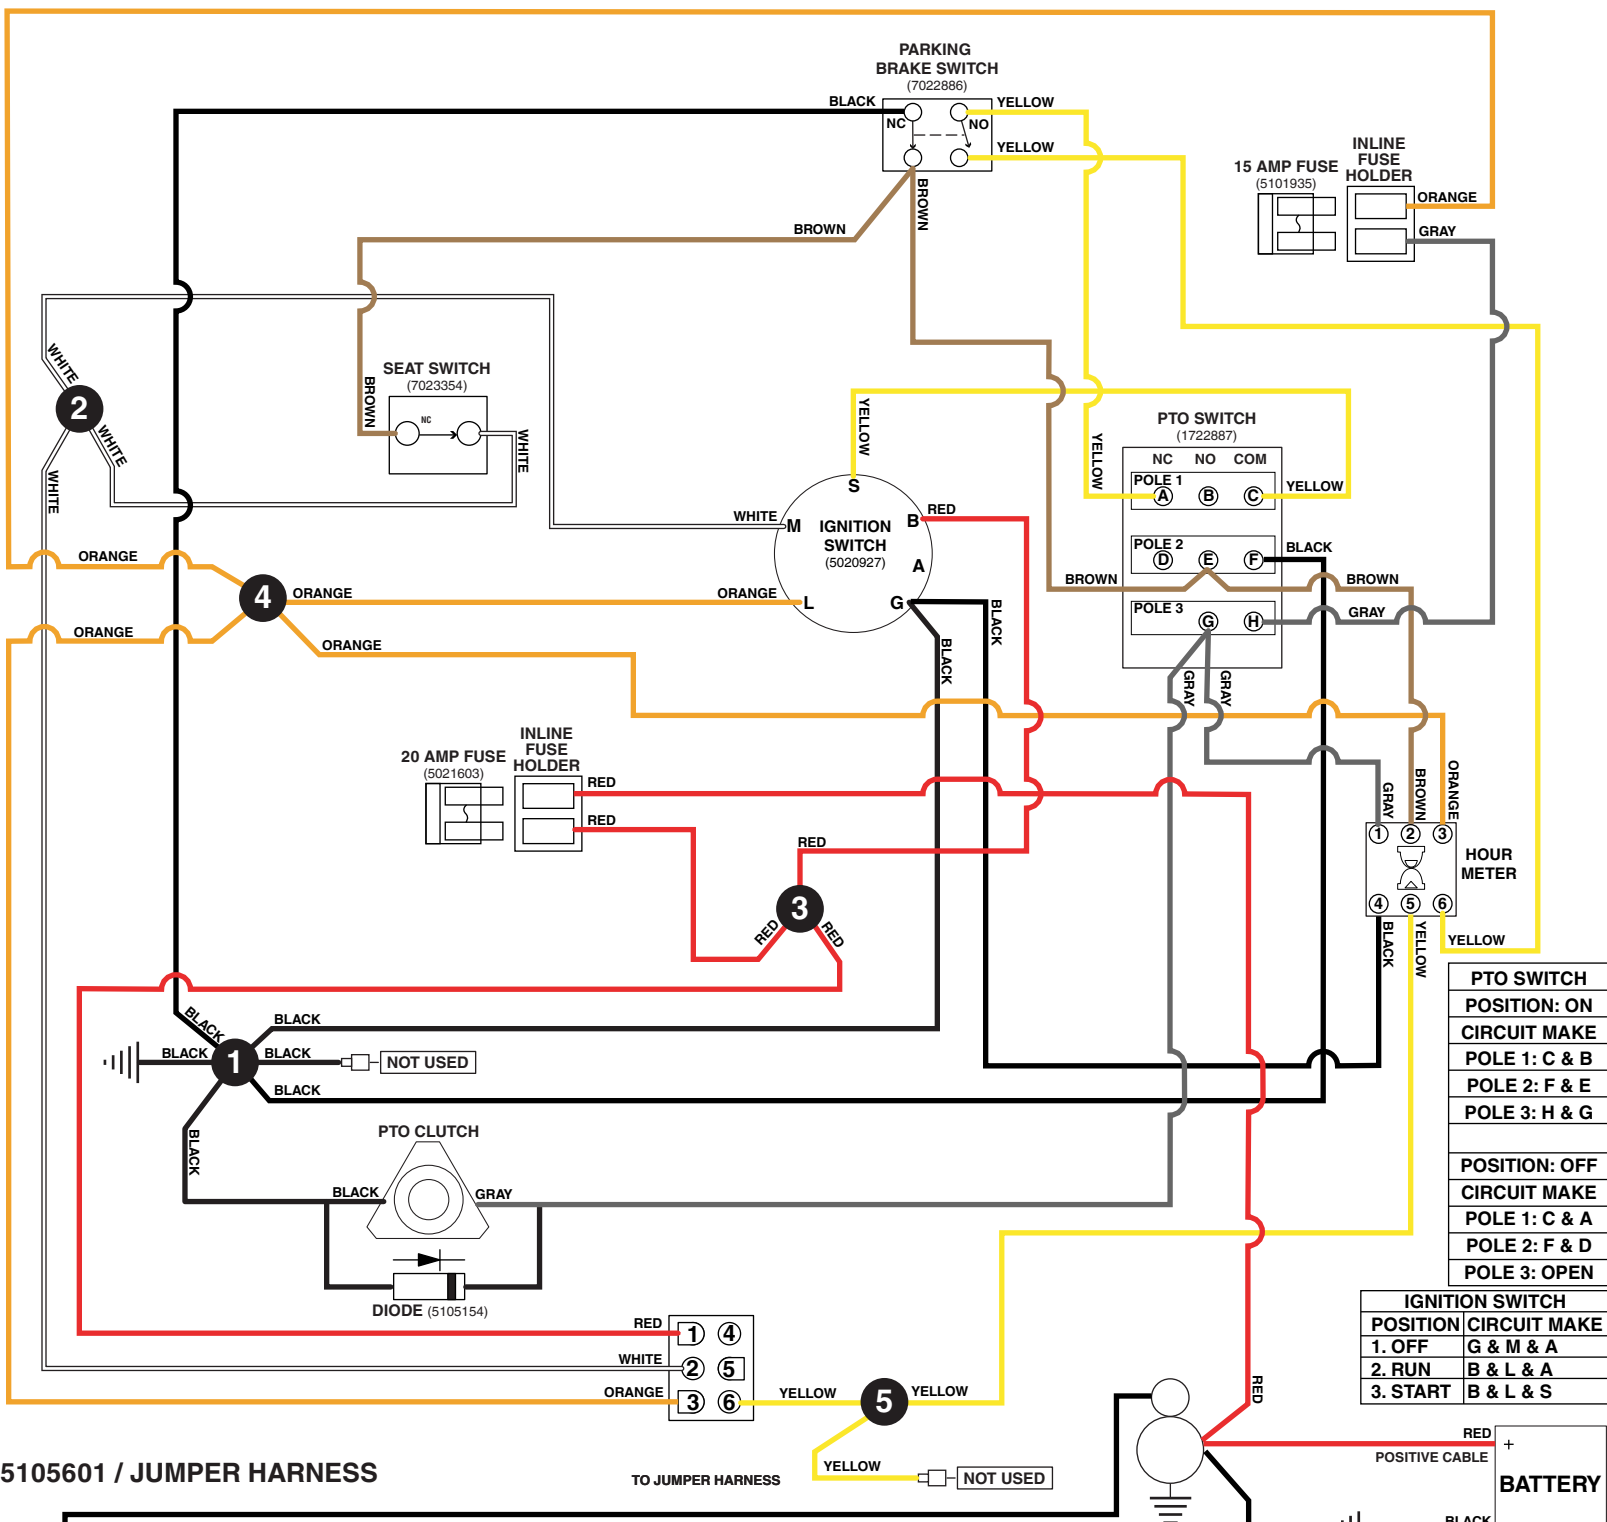 PARKING
BRAKE SWITCH
(7022886)
BLACK
YELLOW
NC
NO
YELLOW
BROWN
BROWN
15 AMP FUSE
(5101935)
INLINE
FUSE
HOLDER
ORANGE
GRAY
WHITE
2
WHITE
WHITE
SEAT SWITCH
(7023354)
BROWN
NC
WHITE
YELLOW
PTO SWITCH
(1722887)
NC NO COM
YELLOW
POLE 1
A B C
YELLOW
POLE 2
D E F
BLACK
BROWN
BROWN
POLE 3
G H
GRAY
GRAY
GRAY
S
WHITE
M
IGNITION
SWITCH
(5020927)
B
RED
A
L
G
BLACK
BLACK
ORANGE
4
ORANGE
ORANGE
ORANGE
ORANGE
20 AMP FUSE
(5021603)
INLINE
FUSE
HOLDER
RED
RED
RED
3
RED
RED
GRAY
BROWN
ORANGE
1 2 3
HOUR
METER
4 5 6
BLACK
YELLOW
YELLOW
BLACK
BLACK
BLACK
1
BLACK
NOT USED
BLACK
BLACK
PTO CLUTCH
BLACK
GRAY
DIODE (5105154)
PTO SWITCH
POSITION: ON
CIRCUIT MAKE
POLE 1: C & B
POLE 2: F & E
POLE 3: H & G
POSITION: OFF
CIRCUIT MAKE
POLE 1: C & A
POLE 2: F & D
POLE 3: OPEN
IGNITION SWITCH
POSITION CIRCUIT MAKE
1. OFF G & M & A
2. RUN B & L & A
3. START B & L & S
RED
1 4
WHITE
2 5
ORANGE
3 6
YELLOW
5
YELLOW
YELLOW
NOT USED
TO JUMPER HARNESS
5105601 / JUMPER HARNESS
RED
RED
POSITIVE CABLE
+
BATTERY
BLACK